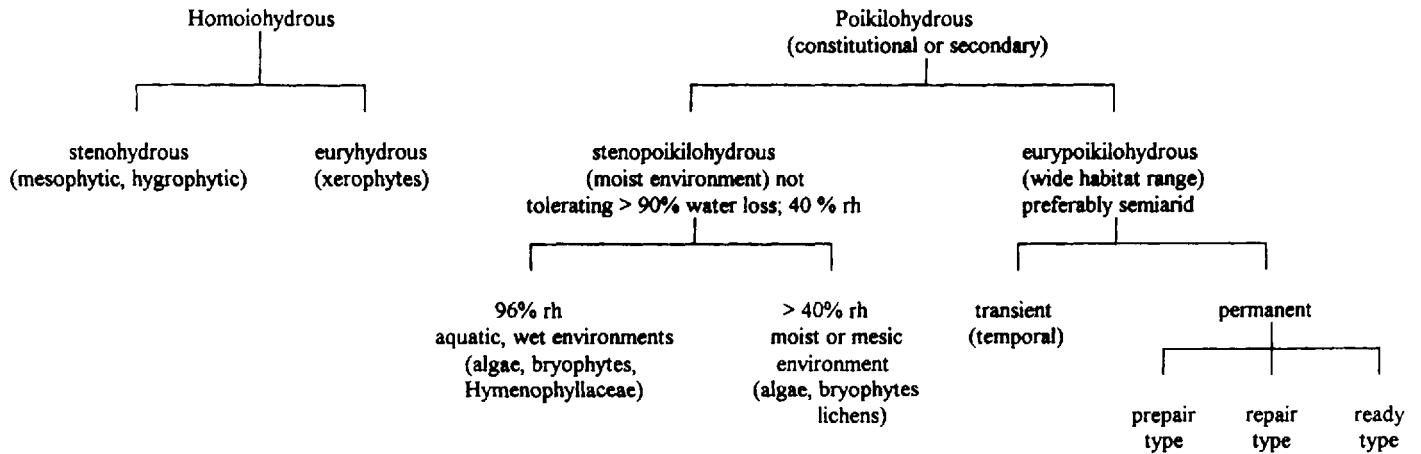 Homoiohydrous
Poikilohydrous
(constitutional or secondary)
stenohydrous
(mesophytic, hygrophytic)
euryhydrous
(xerophytes)
stenopoikilohydrous
(moist environment) not
tolerating > 90% water loss; 40 % rh
eurypoikilohydrous
(wide habitat range)
preferably semiarid
96% rh
aquatic, wet environments
(algae, bryophytes,
Hymenophyllaceae)
> 40% rh
moist or mesic
environment
(algae, bryophytes
lichens)
transient
(temporal)
permanent
prepair
type
repair
type
ready
type